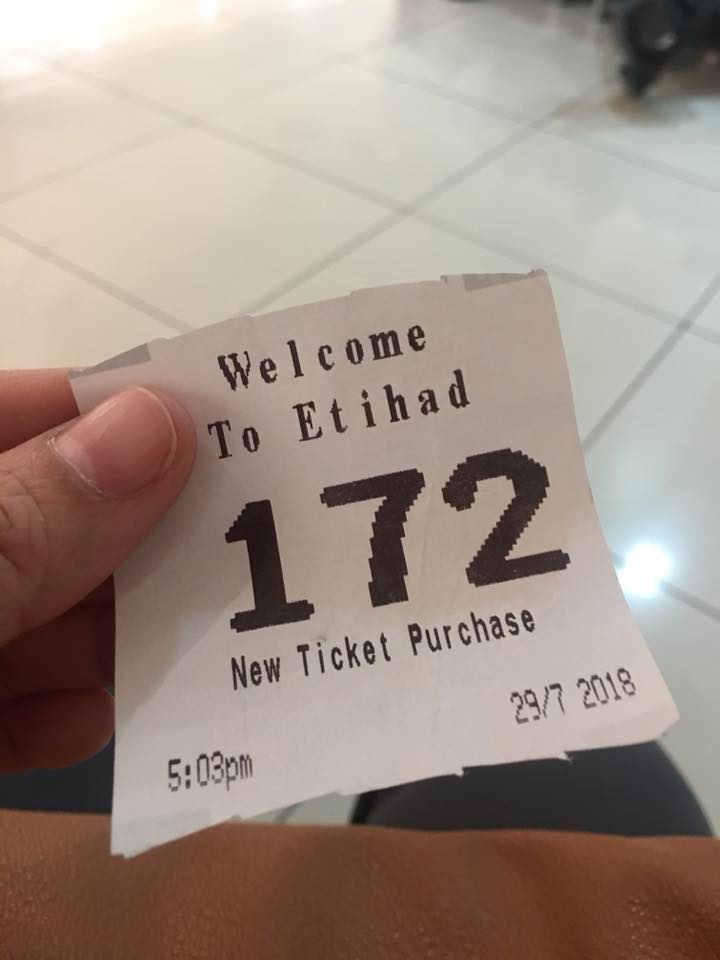 Welcome
To Etihad
172
New Ticket Purchase
29/7 2018
5:03pm